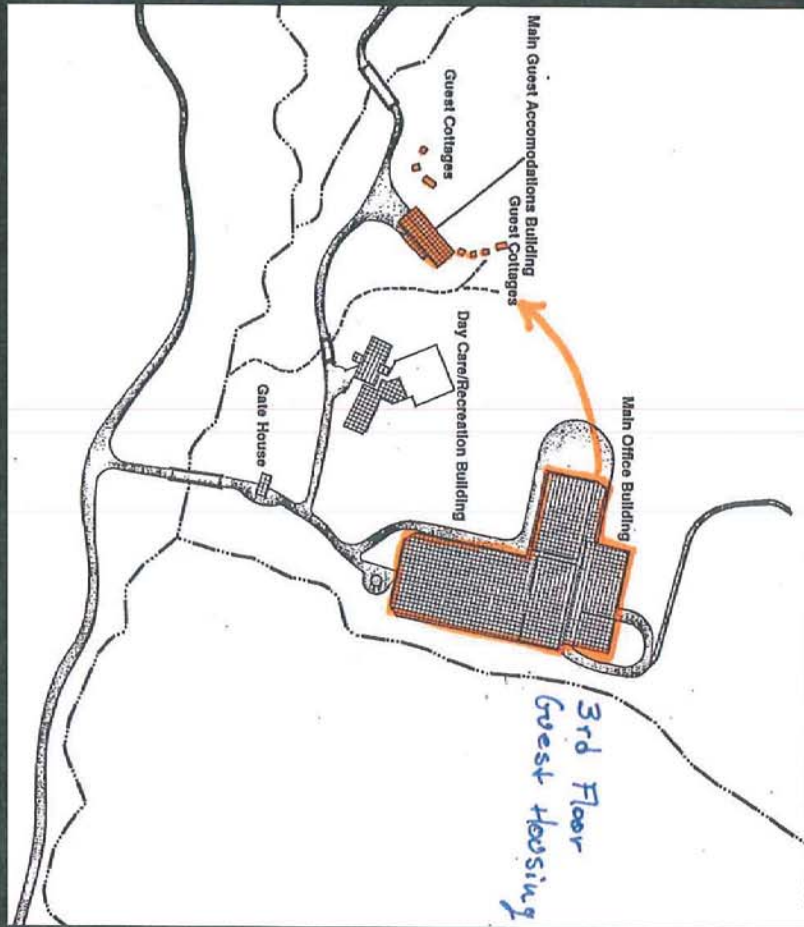 Main Guest Accomodations Building
Guest Cottages
Guest Cottages
Day Care/Recreation Building
Gate House
Main Office Building
3rd Floor
Guest Housing